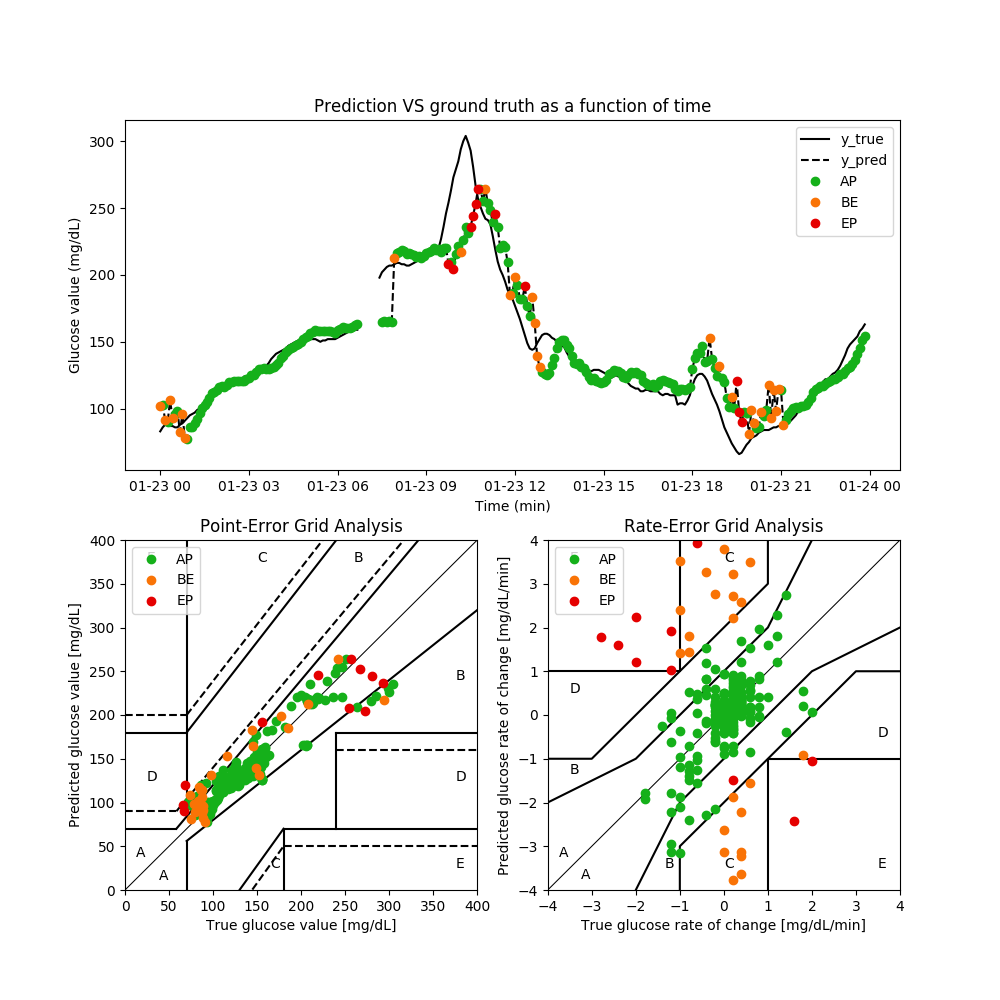 Prediction VS ground truth as a function of time
Glucose value (mg/dL)
300
250
200
150
100
y_true
y_pred
AP
BE
EP
01-23 00 01-23 03 01-23 06 01-23 09 01-23 12 01-23 15 01-23 18 01-23 21 01-24 00
Time (min)
Point-Error Grid Analysis
Predicted glucose value [mg/dL]
400
350
300
250
200
150
100
50
0
AP
BE
EP
C
B
B
D
D
A
A
C
E
0 50 100 150 200 250 300 350 400
True glucose value [mg/dL]
Rate-Error Grid Analysis
Predicted glucose rate of change [mg/dL/min]
4
3
2
1
0
−1
−2
−3
−4
AP
BE
EP
C
D
D
B
A
A
B
C
E
−4 −3 −2 −1 0 1 2 3 4
True glucose rate of change [mg/dL/min]